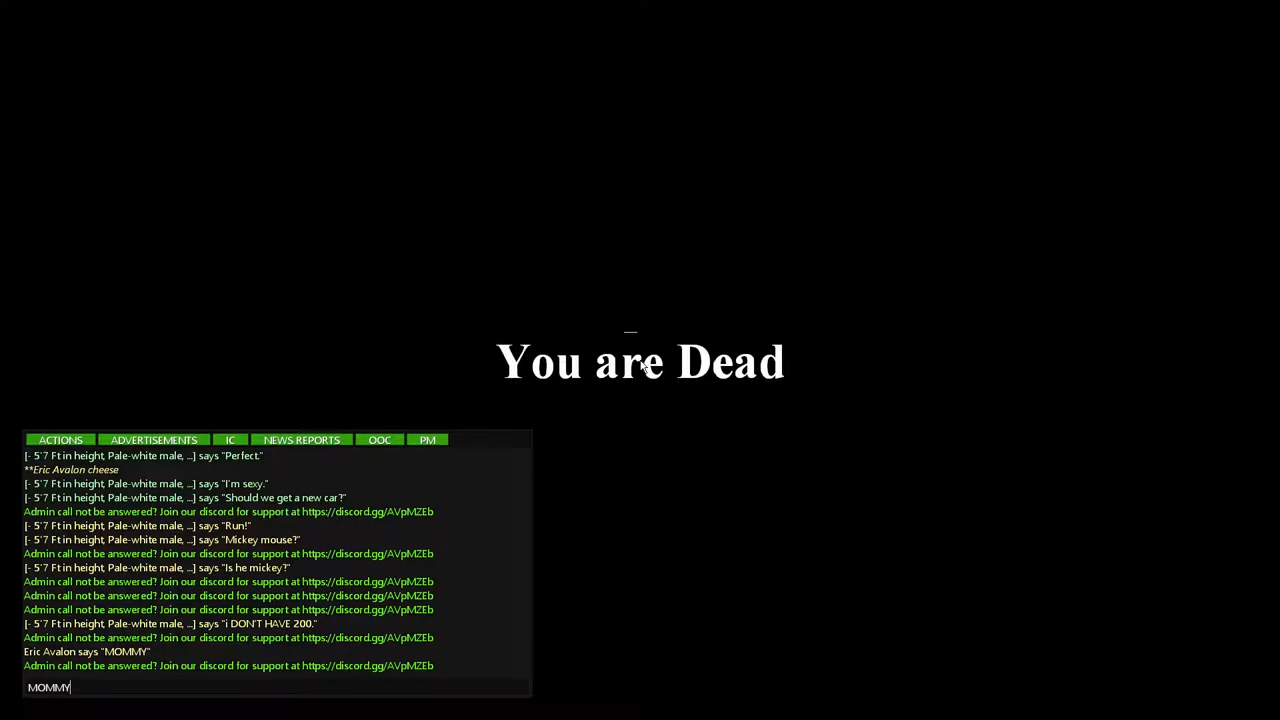 You are Dead
ACTIONS ADVERTISEMENTS IC NEWS REPORTS OOC PM
[- 5'7 Ft in height, Pale-white male, ...] says "Perfect."
**Eric Avalon cheese
[- 5'7 Ft in height, Pale-white male, ...] says "I'm sexy."
[- 5'7 Ft in height, Pale-white male, ...] says "Should we get a new car?"
Admin call not be answered? Join our discord for support at https://discord.gg/AVpMZEb
[- 5'7 Ft in height, Pale-white male, ...] says "Run!"
[- 5'7 Ft in height, Pale-white male, ...] says "Mickey mouse?"
Admin call not be answered? Join our discord for support at https://discord.gg/AVpMZEb
[- 5'7 Ft in height, Pale-white male, ...] says "Is he mickey?"
Admin call not be answered? Join our discord for support at https://discord.gg/AVpMZEb
Admin call not be answered? Join our discord for support at https://discord.gg/AVpMZEb
Admin call not be answered? Join our discord for support at https://discord.gg/AVpMZEb
[- 5'7 Ft in height, Pale-white male, ...] says "i DON'T HAVE 200."
Admin call not be answered? Join our discord for support at https://discord.gg/AVpMZEb
Eric Avalon says "MOMMY"
Admin call not be answered? Join our discord for support at https://discord.gg/AVpMZEb
MOMMY